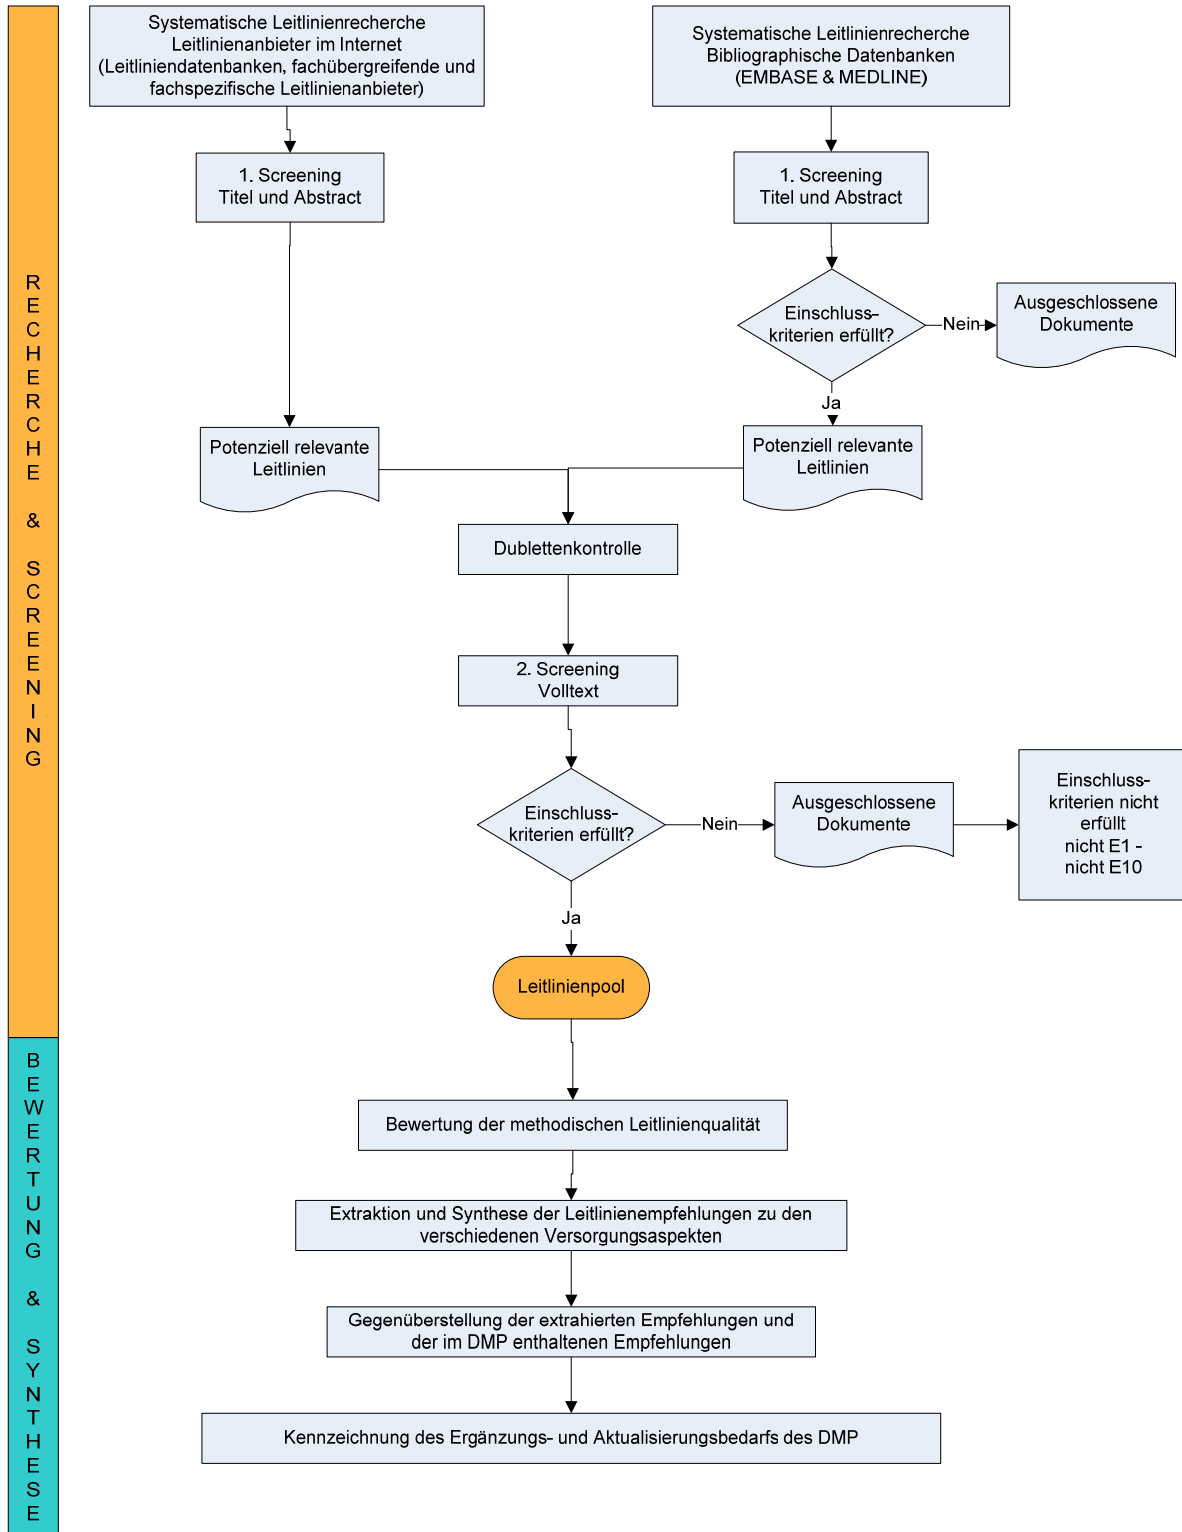 Systematische Leitlinienrecherche
Leitlinienanbieter im Internet
(Leitliniendatenbanken, fachübergreifende und
fachspezifische Leitlinienanbieter)
Systematische Leitlinienrecherche
Bibliographische Datenbanken
(EMBASE & MEDLINE)
1. Screening
Titel und Abstract
1. Screening
Titel und Abstract
Einschluss-
kriterien erfüllt?
Nein
Ausgeschlossene
Dokumente
Ja
Potenziell relevante
Leitlinien
Potenziell relevante
Leitlinien
Dublettenkontrolle
2. Screening
Volltext
Einschluss-
kriterien erfüllt?
Nein
Ausgeschlossene
Dokumente
Einschluss-
kriterien nicht
erfüllt
nicht E1 -
nicht E10
Ja
Leitlinienpool
RECHERCHE & SCREENING
Bewertung der methodischen Leitlinienqualität
Extraktion und Synthese der Leitlinienempfehlungen zu den
verschiedenen Versorgungsaspekten
Gegenüberstellung der extrahierten Empfehlungen und
der im DMP enthaltenen Empfehlungen
Kennzeichnung des Ergänzungs- und Aktualisierungsbedarfs des DMP
BEWERTUNG & SYNTHESE